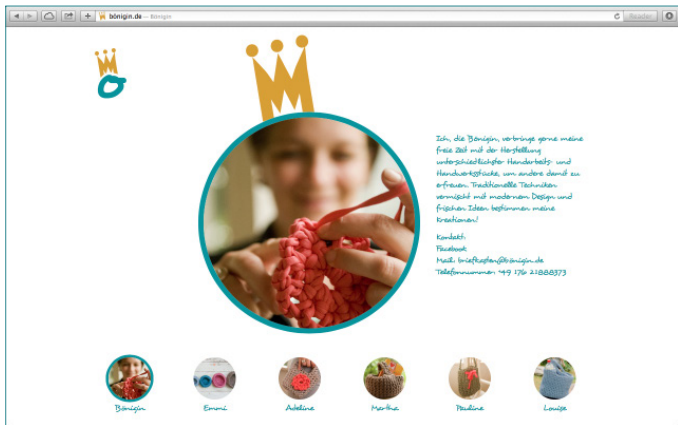 bönigin.de — Bönigin
Reader
Ich, die Bönigin, verbringe gerne meine
freie Zeit mit der Herstellung
unterschiedlichster Handarbeits- und
Handwerksstücke, um andere damit zu
erfreuen. Traditionelle Techniken
vermischt mit modernem Design und
frischen Ideen bestimmen meine
Kreationen!
Kontakt:
Facebook
Mail: briefkasten@bönigin.de
Telefonnummer: +49 176 21888373
Bönigin
Emmi
Adeline
Martha
Pauline
Louise